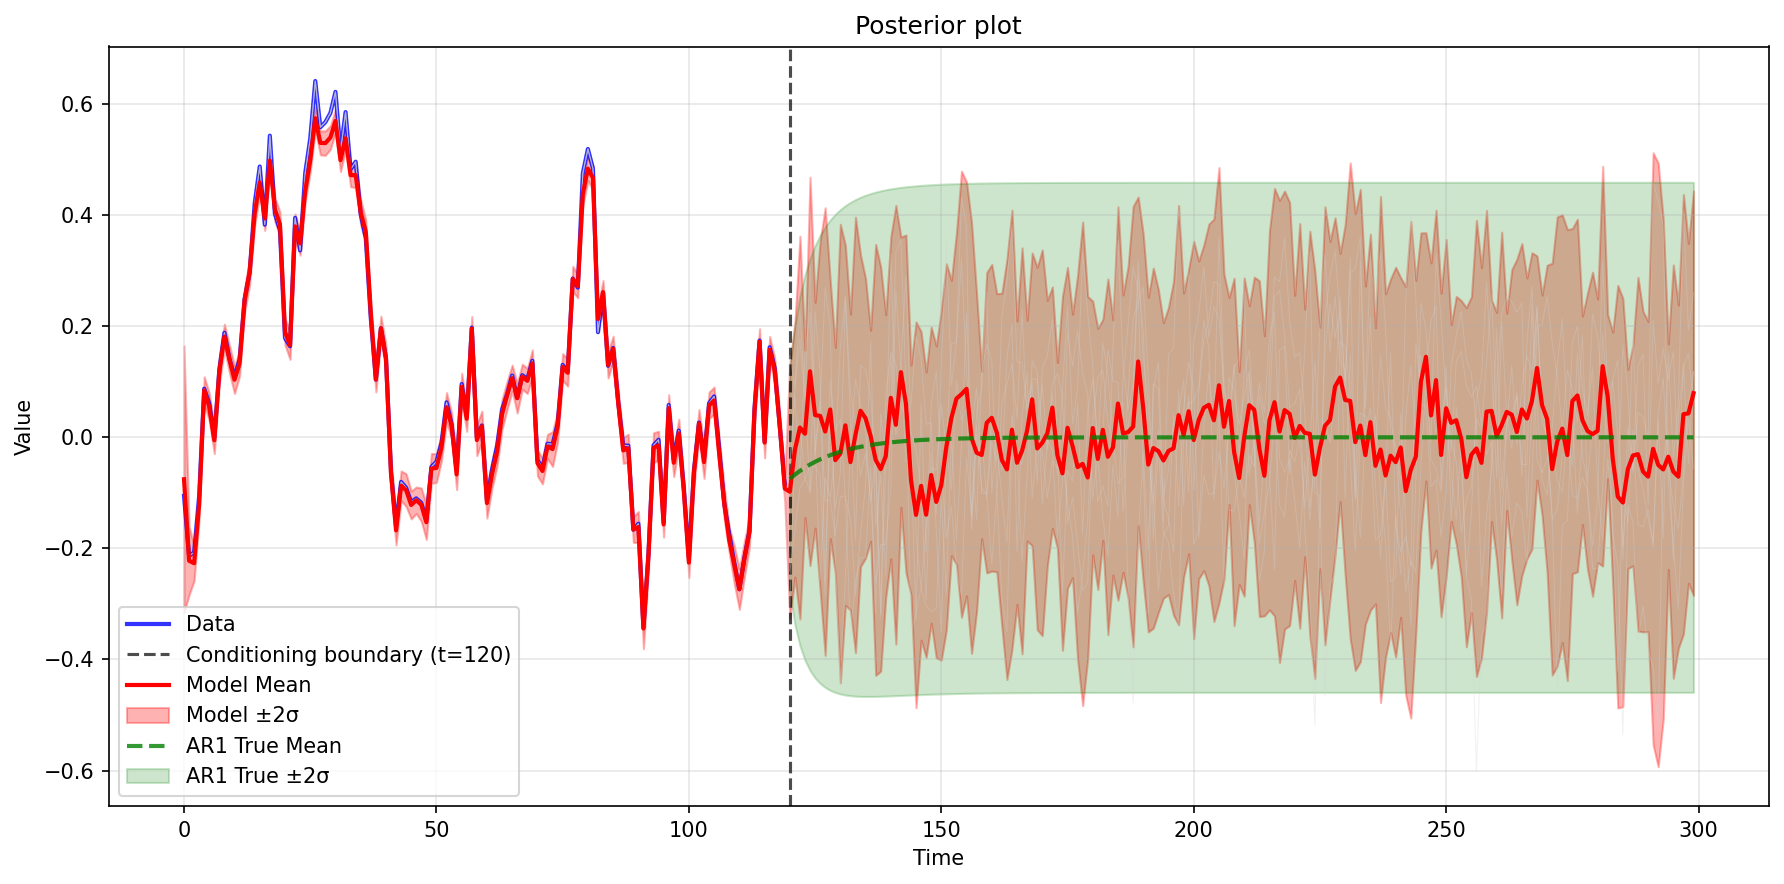 Posterior plot
Value
0.6
0.4
0.2
0.0
−0.2
−0.4
−0.6
Data
Conditioning boundary (t=120)
Model Mean
Model ±2σ
AR1 True Mean
AR1 True ±2σ
0 50 100 150 200 250 300
Time